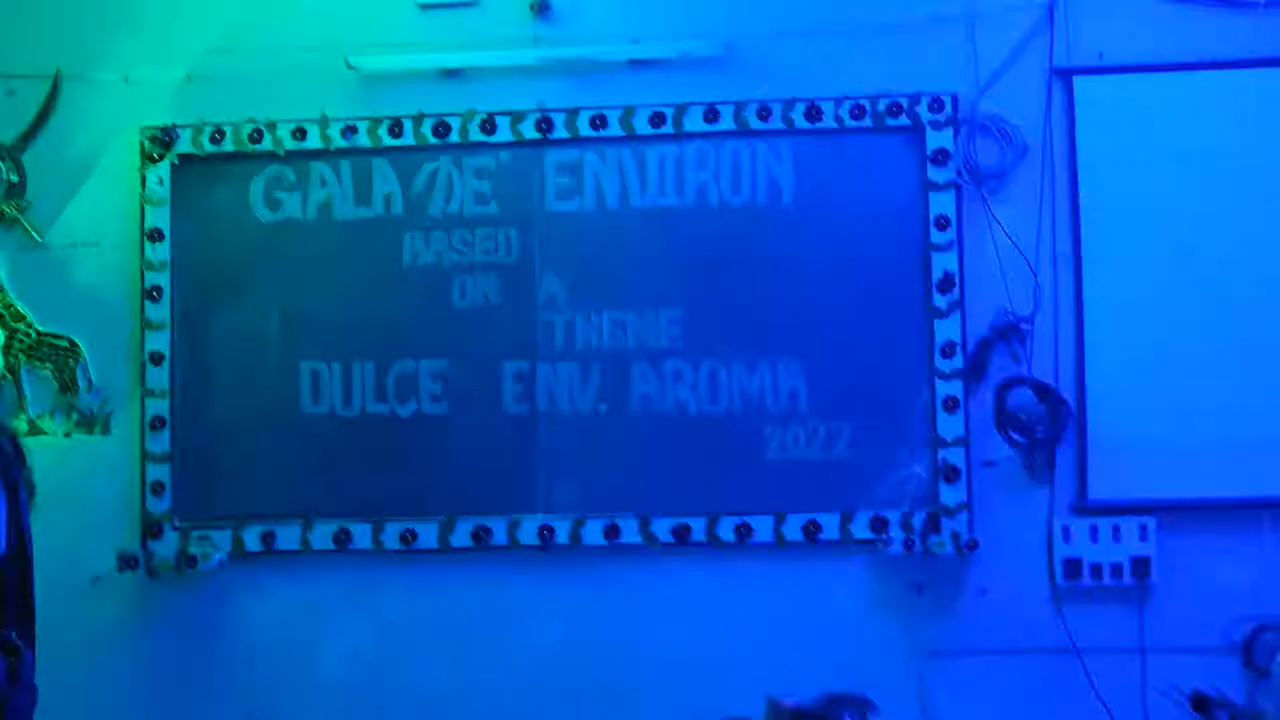 GALA DE' ENVIRON
BASED
ON A
THEME
DULCE ENV. AROMA
2022